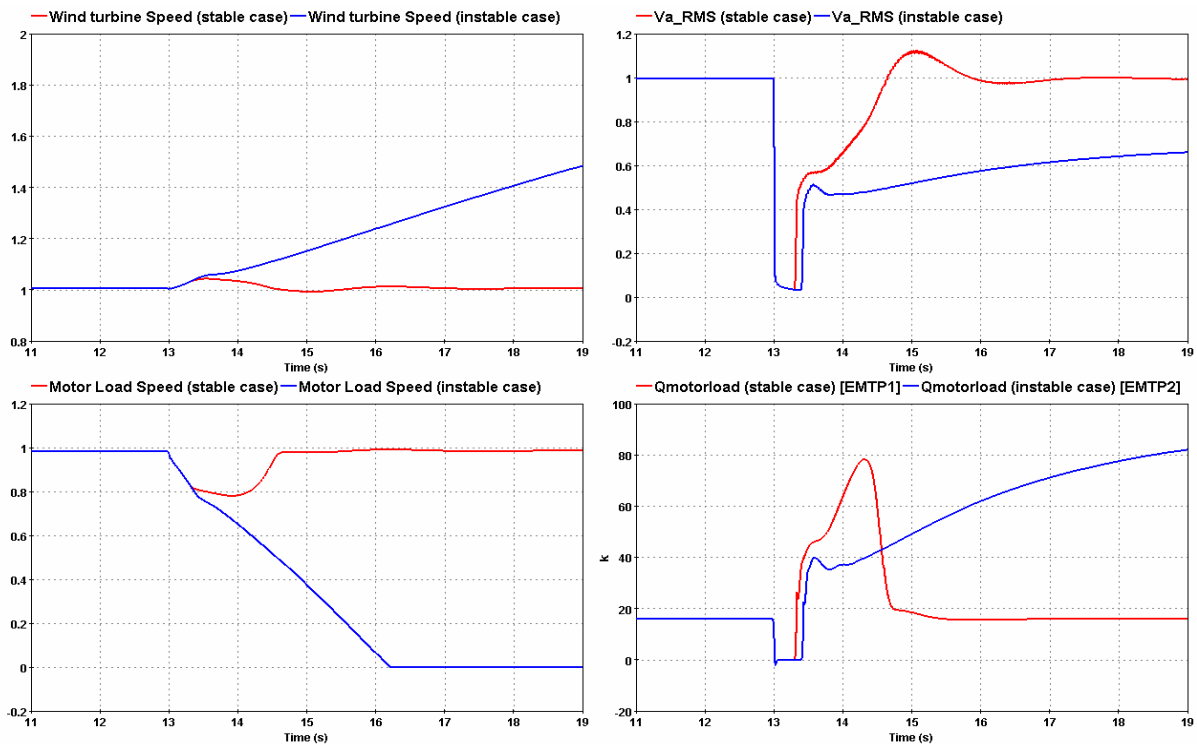 Wind turbine Speed (stable case) Wind turbine Speed (instable case)
2
1.8
1.6
1.4
1.2
1
0.8
11 12 13 14 15 16 17 18 19
Time (s)
Va_RMS (stable case) Va_RMS (instable case)
1.2
1
0.8
0.6
0.4
0.2
0
-0.2
11 12 13 14 15 16 17 18 19
Time (s)
Motor Load Speed (stable case) Motor Load Speed (instable case)
1.2
1
0.8
0.6
0.4
0.2
0
-0.2
11 12 13 14 15 16 17 18 19
Time (s)
Qmotorload (stable case) [EMTP1] Qmotorload (instable case) [EMTP2]
100
80
60
40
k
20
0
-20
11 12 13 14 15 16 17 18 19
Time (s)